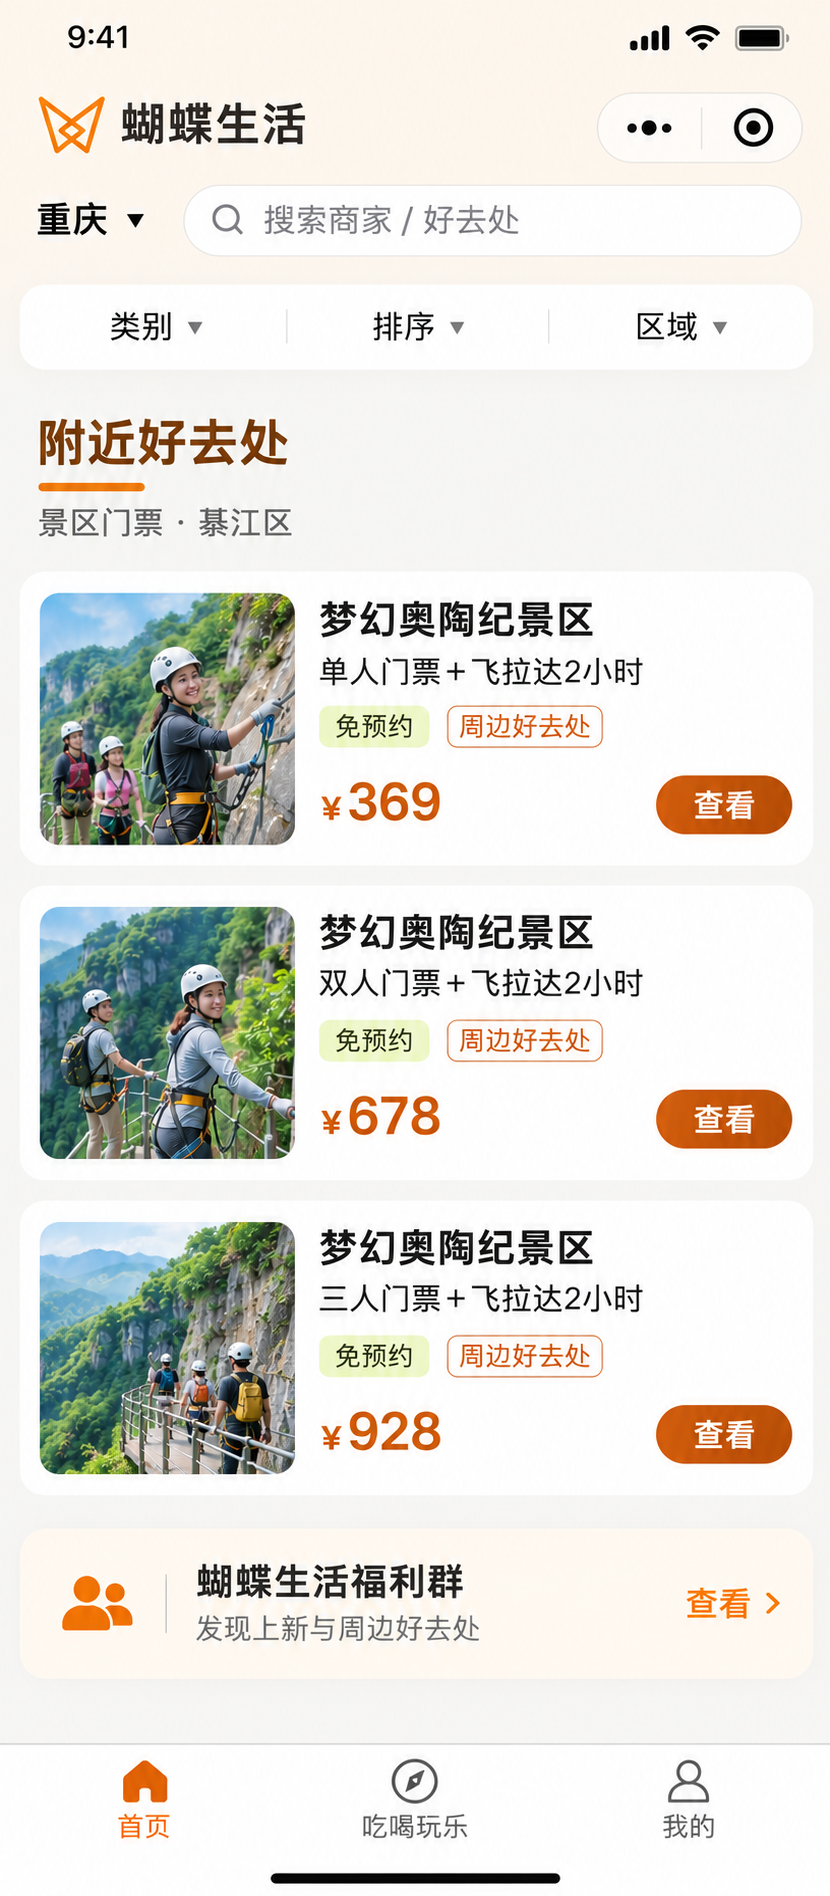 9:41
蝴蝶生活
重庆 ▼
搜索商家 / 好去处
类别 ▼
排序 ▼
区域 ▼
附近好去处
景区门票 · 綦江区
梦幻奥陶纪景区
单人门票+飞拉达2小时
免预约 周边好去处
¥369
查看
梦幻奥陶纪景区
双人门票+飞拉达2小时
免预约 周边好去处
¥678
查看
梦幻奥陶纪景区
三人门票+飞拉达2小时
免预约 周边好去处
¥928
查看
蝴蝶生活福利群
发现上新与周边好去处
查看 >
首页
吃喝玩乐
我的